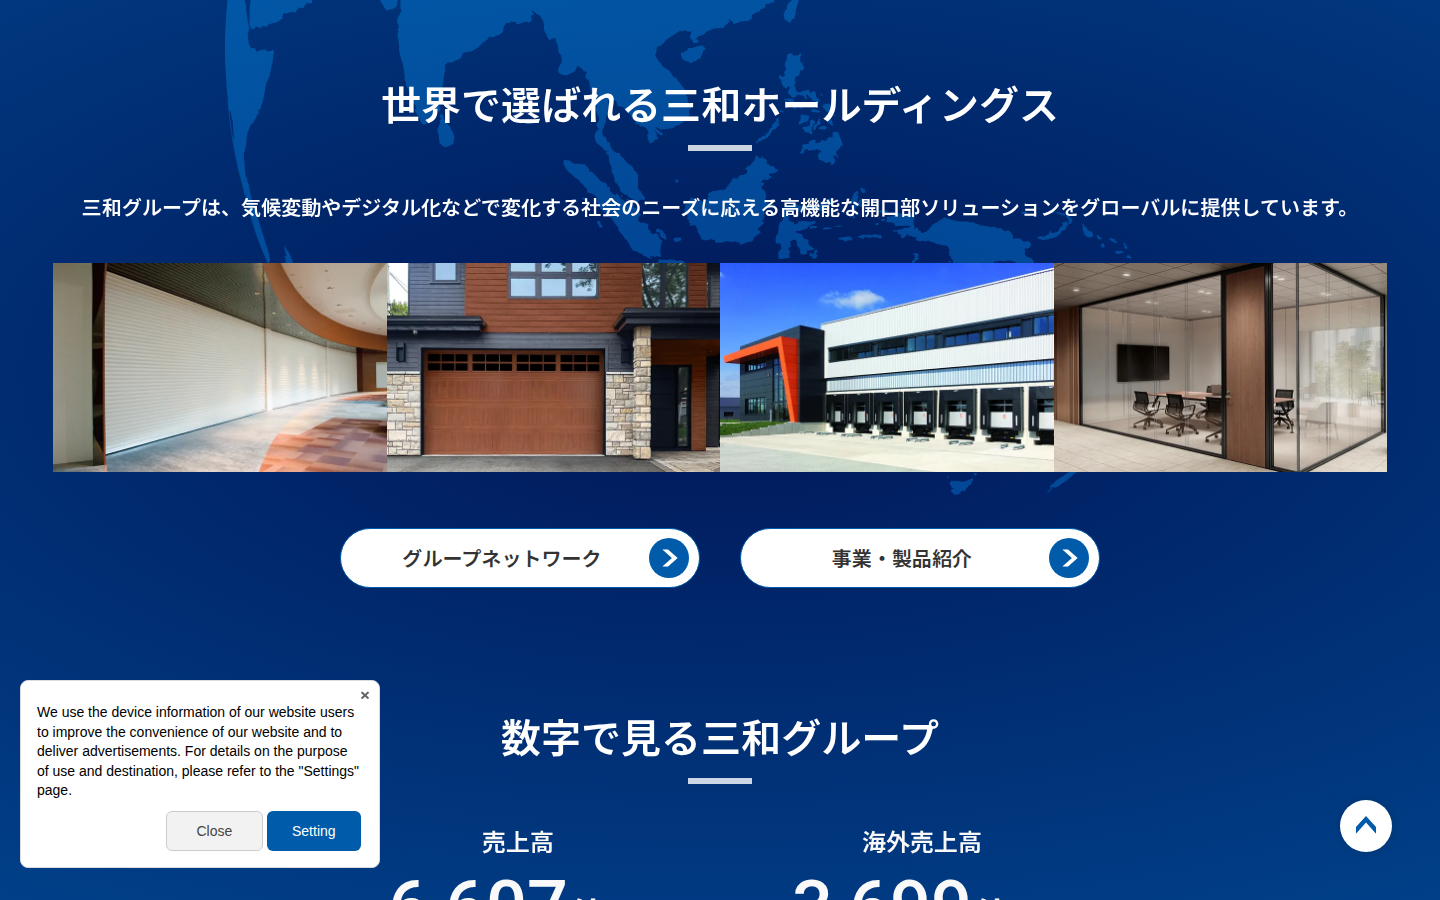 世界で選ばれる三和ホールディングス
三和グループは、気候変動やデジタル化などで変化する社会のニーズに応える高機能な開口部ソリューションをグローバルに提供しています。
グループネットワーク
事業・製品紹介
We use the device information of our website users
to improve the convenience of our website and to
deliver advertisements. For details on the purpose
of use and destination, please refer to the "Settings"
page.
Close
Setting
数字で見る三和グループ
売上高
海外売上高